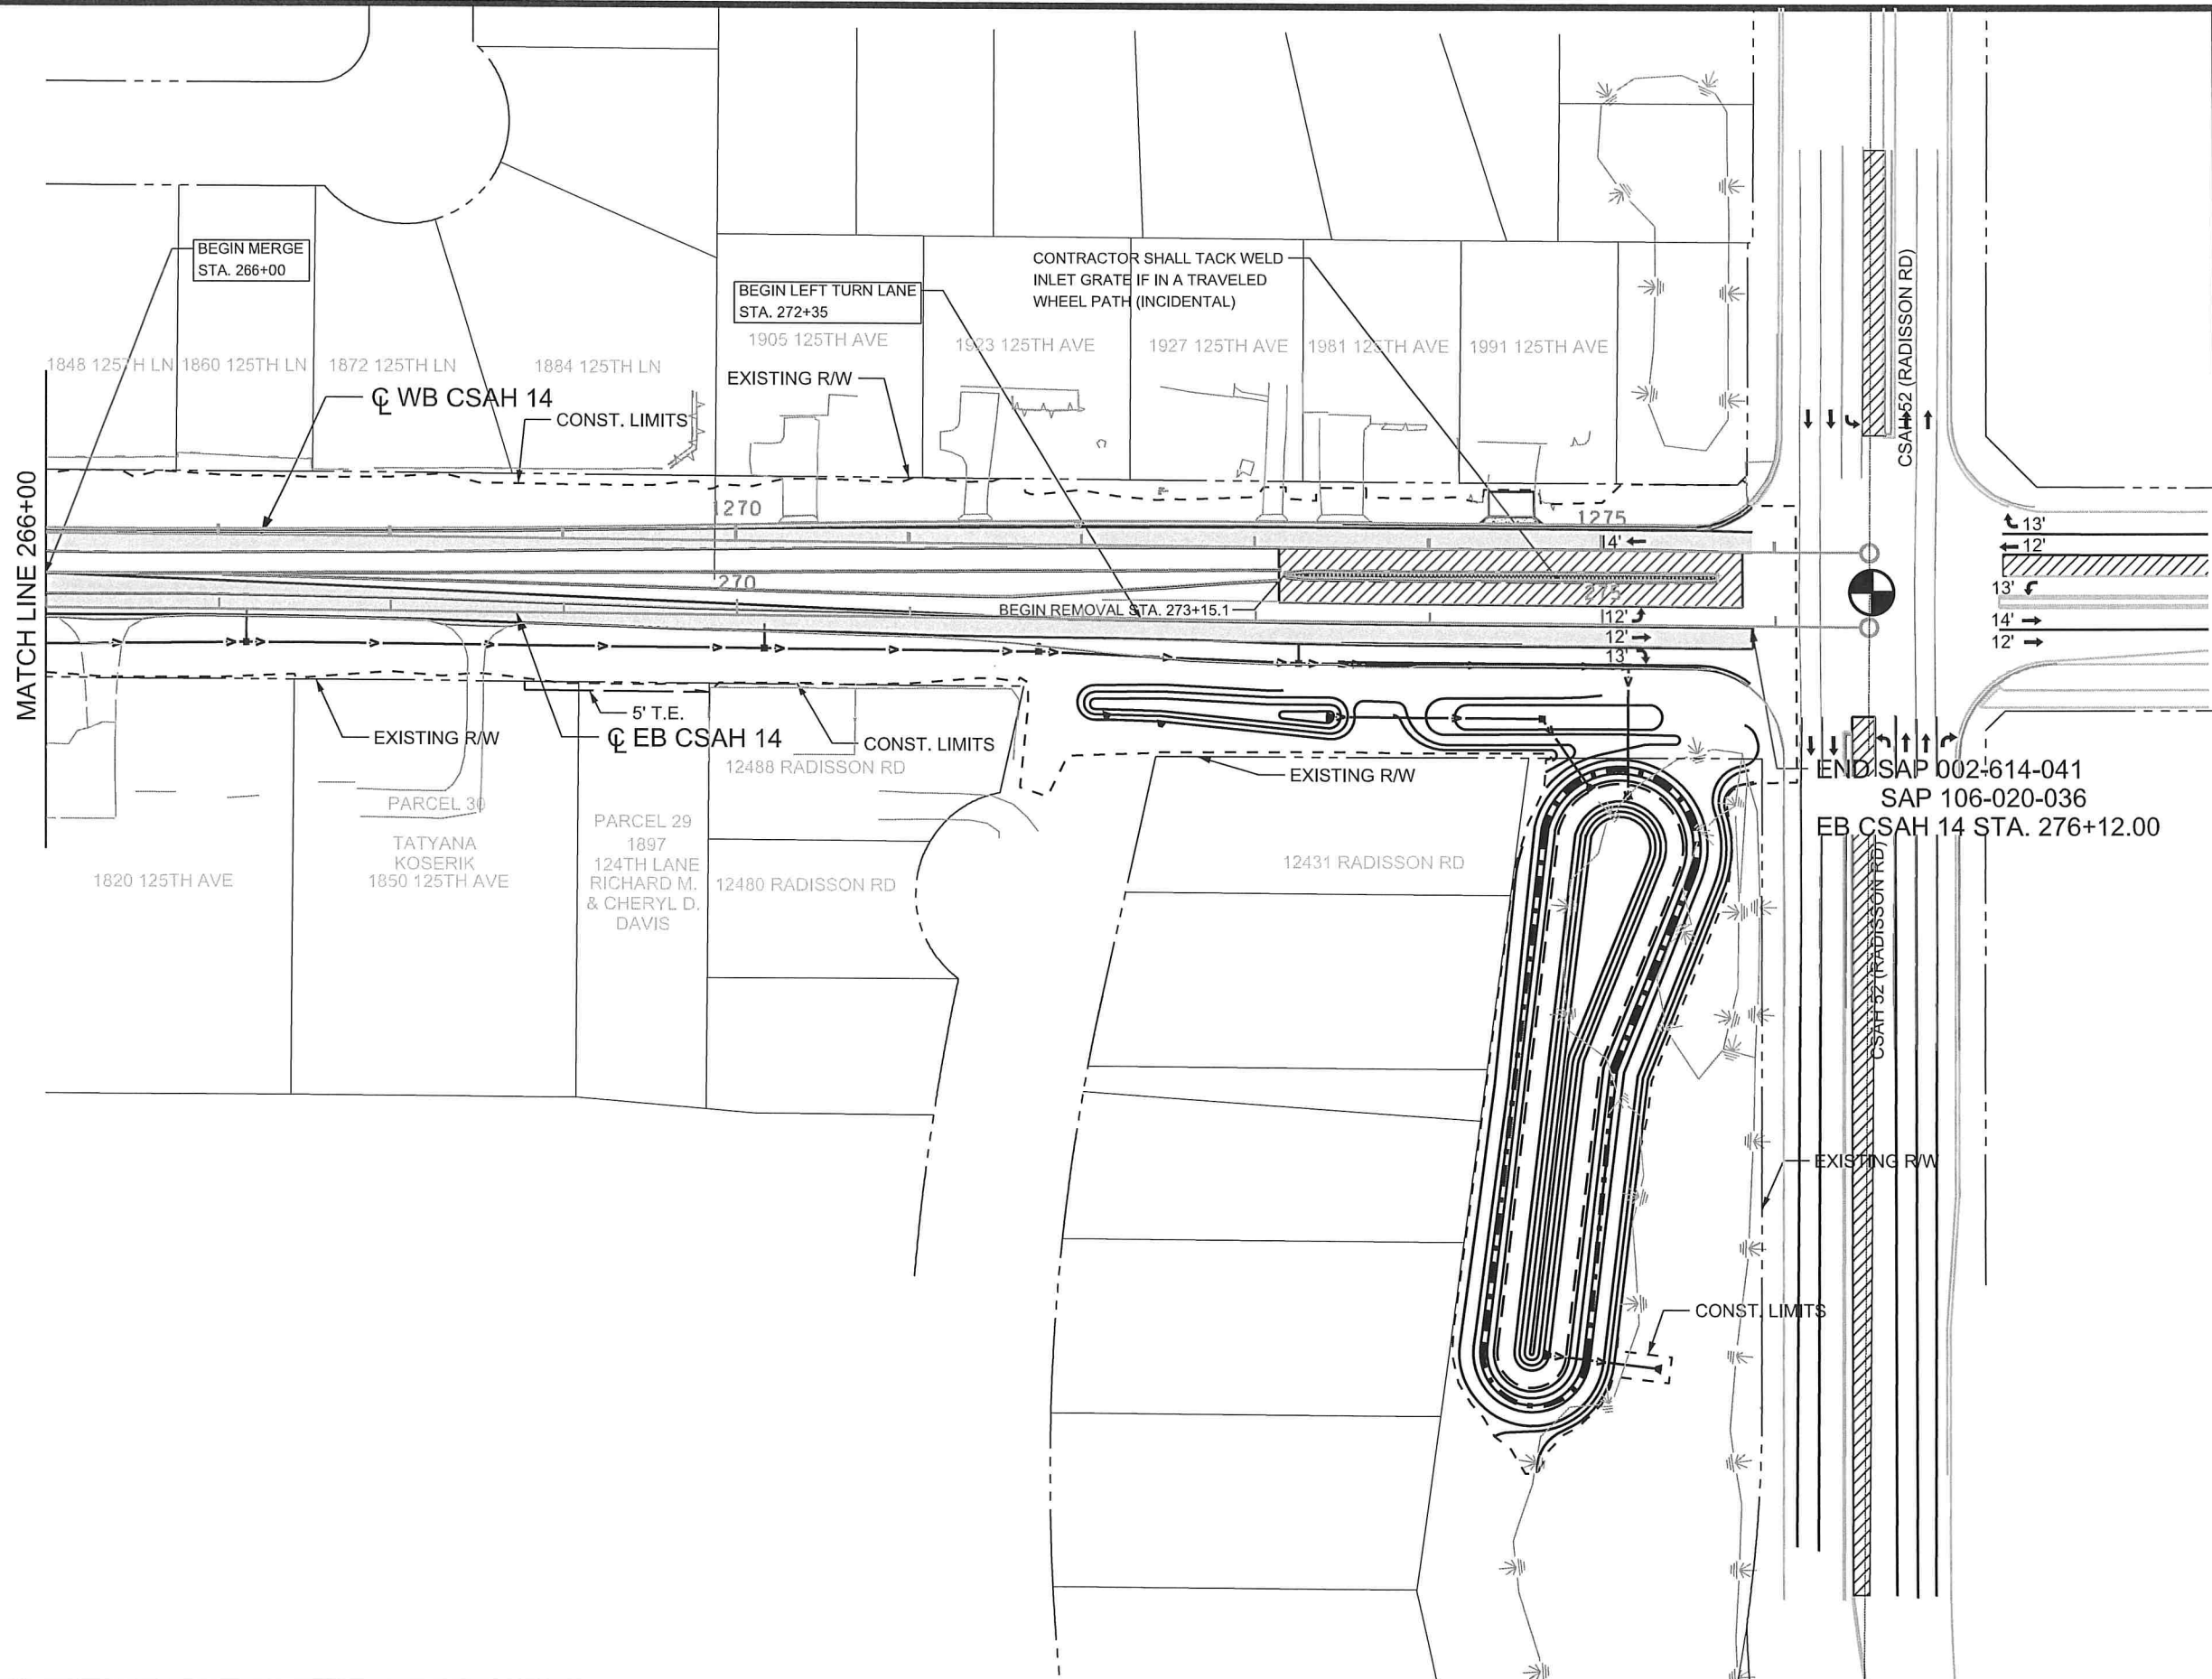 BEGIN MERGE
STA. 266+00
CONTRACTOR SHALL TACK WELD
INLET GRATE IF IN A TRAVELED
WHEEL PATH (INCIDENTAL)
BEGIN LEFT TURN LANE
STA. 272+35
1848 125TH LN
1860 125TH LN
1872 125TH LN
1884 125TH LN
1905 125TH AVE
1923 125TH AVE
1927 125TH AVE
1981 125TH AVE
1991 125TH AVE
EXISTING R/W
℄ WB CSAH 14
CONST. LIMITS
CSAH 52 (RADISSON RD)
MATCH LINE 266+00
1270
1275
14'
13'
12'
270
275
13'
BEGIN REMOVAL STA. 273+15.1
12'
12'
13'
14'
12'
5' T.E.
EXISTING R/W
℄ EB CSAH 14
CONST. LIMITS
12488 RADISSON RD
EXISTING R/W
END SAP 002-614-041
SAP 106-020-036
EB CSAH 14 STA. 276+12.00
PARCEL 30
TATYANA
KOSERIK
1850 125TH AVE
PARCEL 29
1897
124TH LANE
RICHARD M.
& CHERYL D.
DAVIS
1820 125TH AVE
12480 RADISSON RD
12431 RADISSON RD
CSAH 52 (RADISSON RD)
EXISTING R/W
CONST. LIMITS